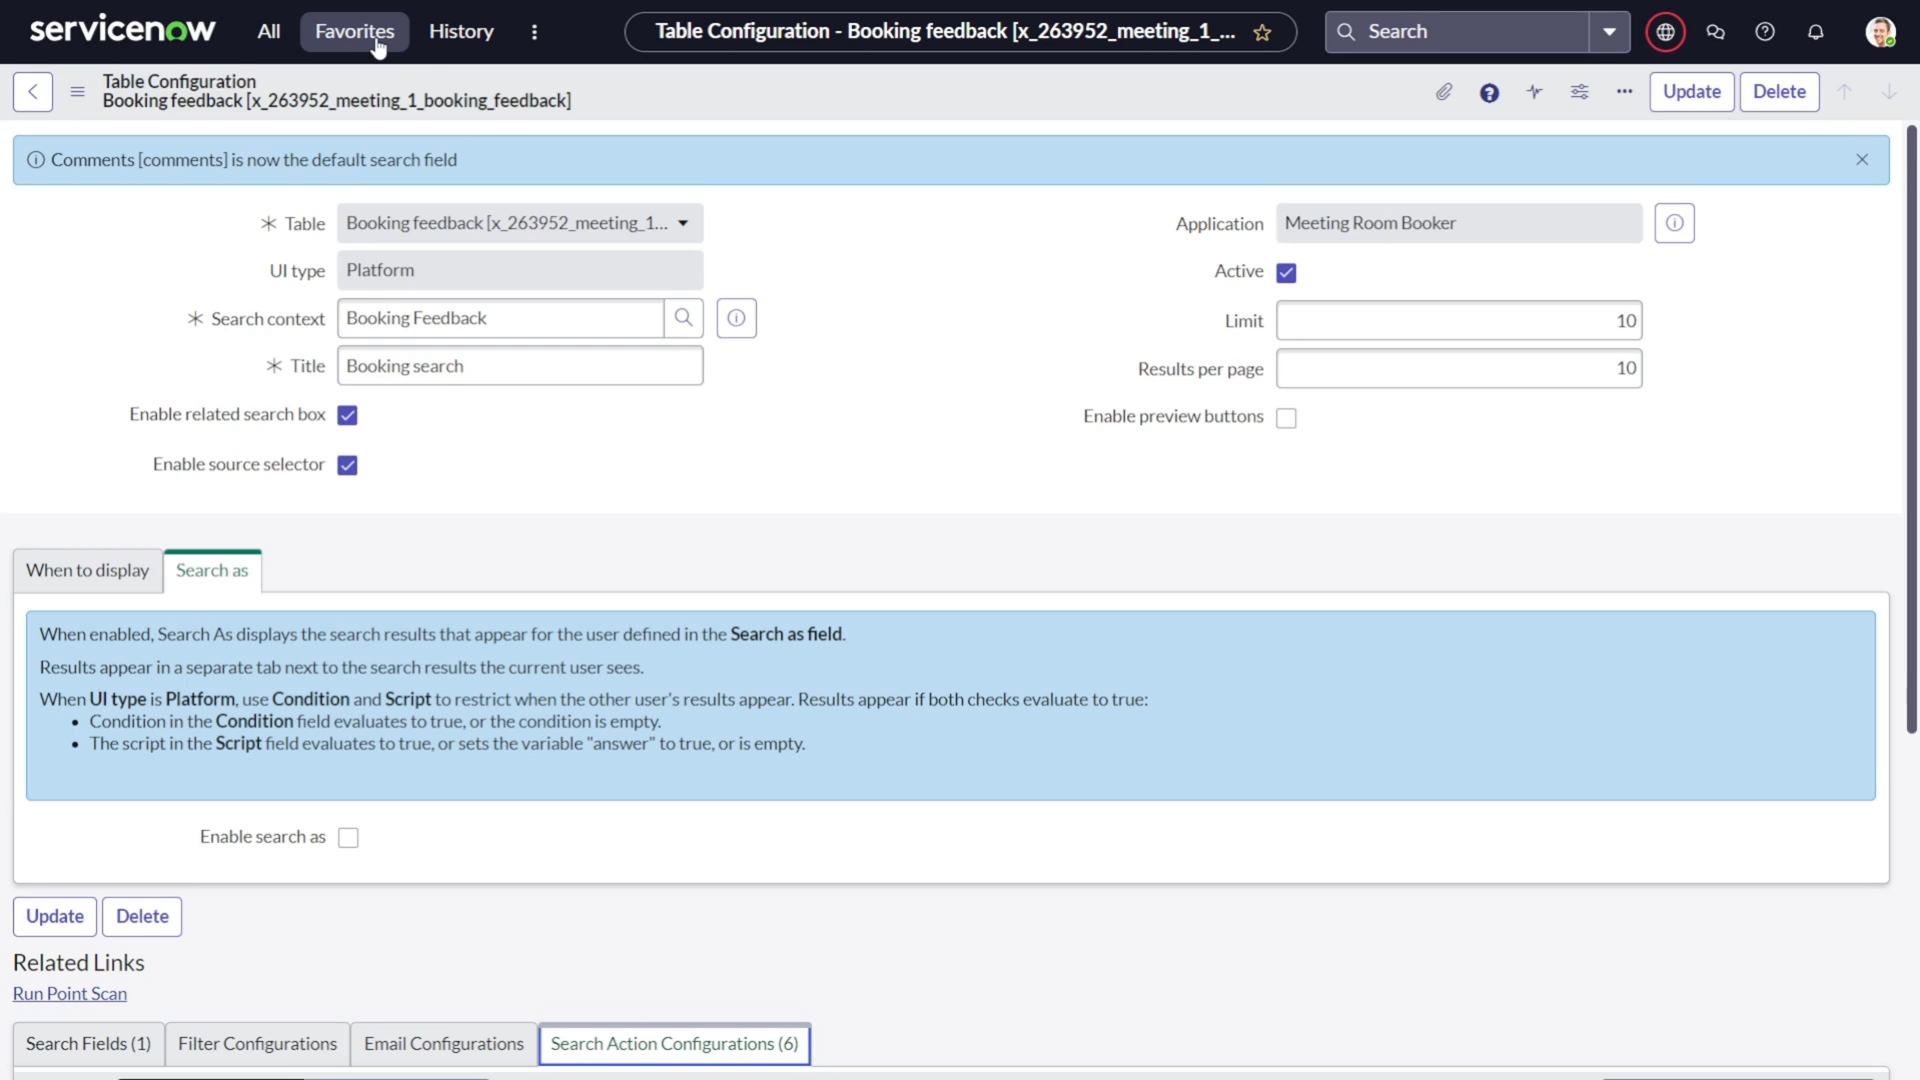 servicenow All Favorites History Table Configuration - Booking feedback [x_263952_meeting_1_... Search
Table Configuration
Booking feedback [x_263952_meeting_1_booking_feedback]
Update Delete
Comments [comments] is now the default search field
Table Booking feedback [x_263952_meeting_1...
Application Meeting Room Booker
UI type Platform
Active
Search context Booking Feedback
Limit 10
Title Booking search
Results per page 10
Enable related search box
Enable preview buttons
Enable source selector
When to display Search as
When enabled, Search As displays the search results that appear for the user defined in the Search as field.
Results appear in a separate tab next to the search results the current user sees.
When UI type is Platform, use Condition and Script to restrict when the other user's results appear. Results appear if both checks evaluate to true:
• Condition in the Condition field evaluates to true, or the condition is empty.
• The script in the Script field evaluates to true, or sets the variable "answer" to true, or is empty.
Enable search as
Update Delete
Related Links
Run Point Scan
Search Fields (1) Filter Configurations Email Configurations Search Action Configurations (6)